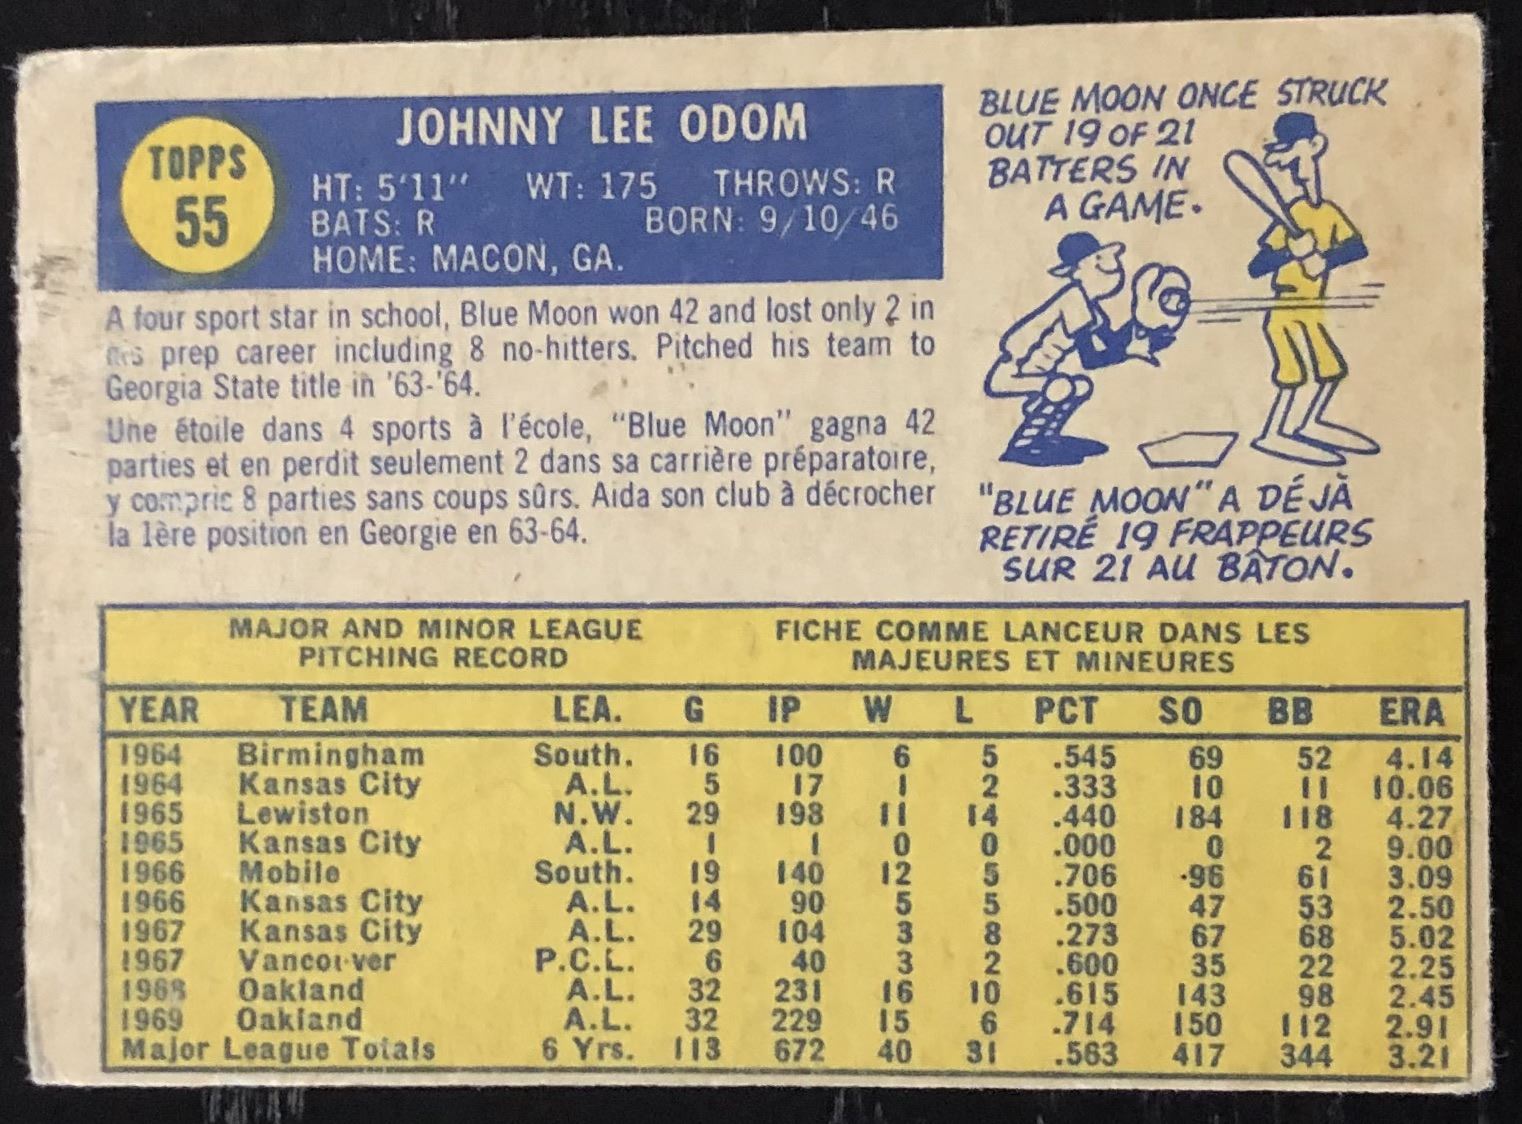 TOPPS
55
JOHNNY LEE ODOM
HT: 5'11" WT: 175 THROWS: R
BATS: R BORN: 9/10/46
HOME: MACON, GA.
A four sport star in school, Blue Moon won 42 and lost only 2 in
his prep career including 8 no-hitters. Pitched his team to
Georgia State title in '63-'64.
Une étoile dans 4 sports à l'école, "Blue Moon" gagna 42
parties et en perdit seulement 2 dans sa carrière préparatoire,
y compric 8 parties sans coups sûrs. Aida son club à décrocher
la 1ère position en Georgie en 63-64.
BLUE MOON ONCE STRUCK
OUT 19 OF 21
BATTERS IN
A GAME.
"BLUE MOON" A DÉJÀ
RETIRÉ 19 FRAPPEURS
SUR 21 AU BÂTON.
MAJOR AND MINOR LEAGUE
PITCHING RECORD
FICHE COMME LANCEUR DANS LES
MAJEURES ET MINEURES
YEAR TEAM LEA. G IP W L PCT SO BB ERA
1964 Birmingham South. 16 100 6 5 .545 69 52 4.14
1964 Kansas City A.L. 5 17 1 2 .333 10 11 10.06
1965 Lewiston N.W. 29 198 11 14 .440 184 118 4.27
1965 Kansas City A.L. 1 1 0 0 .000 0 2 9.00
1966 Mobile South. 19 140 12 5 .706 96 61 3.09
1966 Kansas City A.L. 14 90 5 5 .500 47 53 2.50
1967 Kansas City A.L. 29 104 3 8 .273 67 68 5.02
1967 Vancouver P.C.L. 6 40 3 2 .600 35 22 2.25
1968 Oakland A.L. 32 231 16 10 .615 143 98 2.45
1969 Oakland A.L. 32 229 15 6 .714 150 112 2.91
Major League Totals 6 Yrs. 113 672 40 31 .563 417 344 3.21